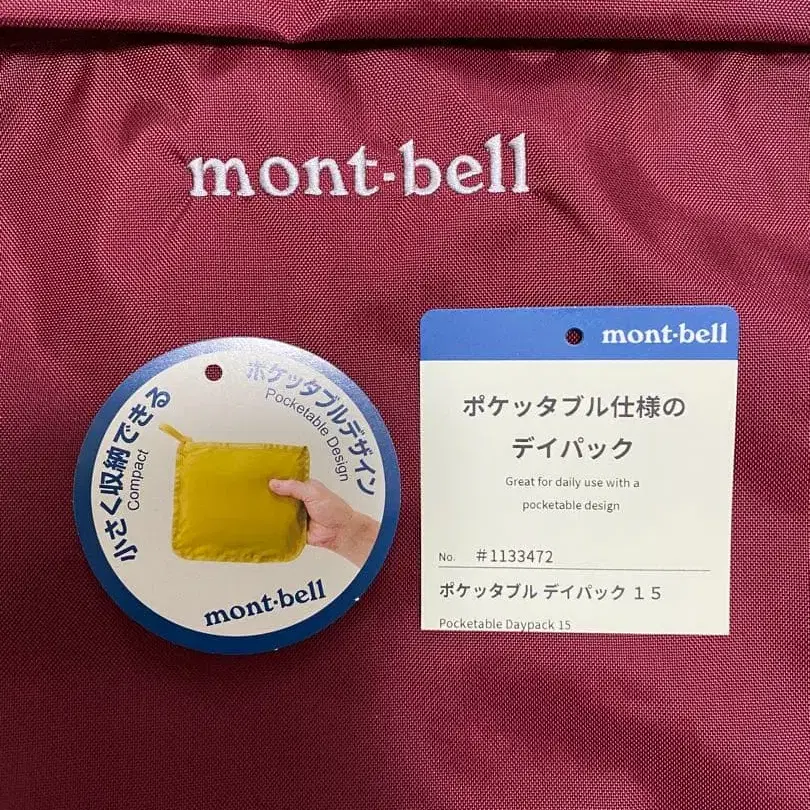 mont-bell
小さく収納できる
Compact
ポケッタブルデザイン
Pocketable Design
mont-bell
mont-bell
ポケッタブル仕様の
デイパック
Great for daily use with a
pocketable design
No. #1133472
ポケッタブル デイパック 15
Pocketable Daypack 15